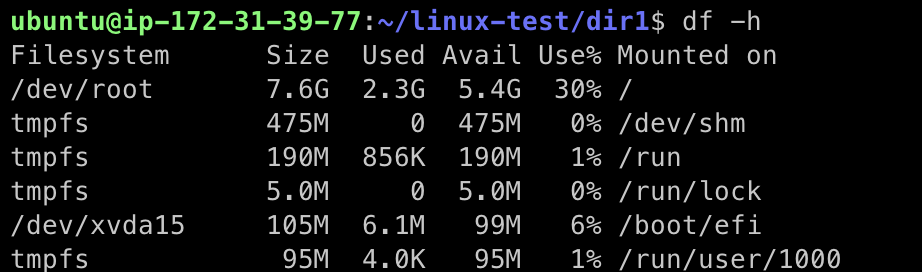 ubuntu@ip-172-31-39-77:~/linux-test/dir1$ df -h
Filesystem      Size  Used Avail Use% Mounted on
/dev/root       7.6G  2.3G  5.4G  30% /
tmpfs           475M     0  475M   0% /dev/shm
tmpfs           190M  856K  190M   1% /run
tmpfs           5.0M     0  5.0M   0% /run/lock
/dev/xvda15     105M  6.1M   99M   6% /boot/efi
tmpfs            95M  4.0K   95M   1% /run/user/1000